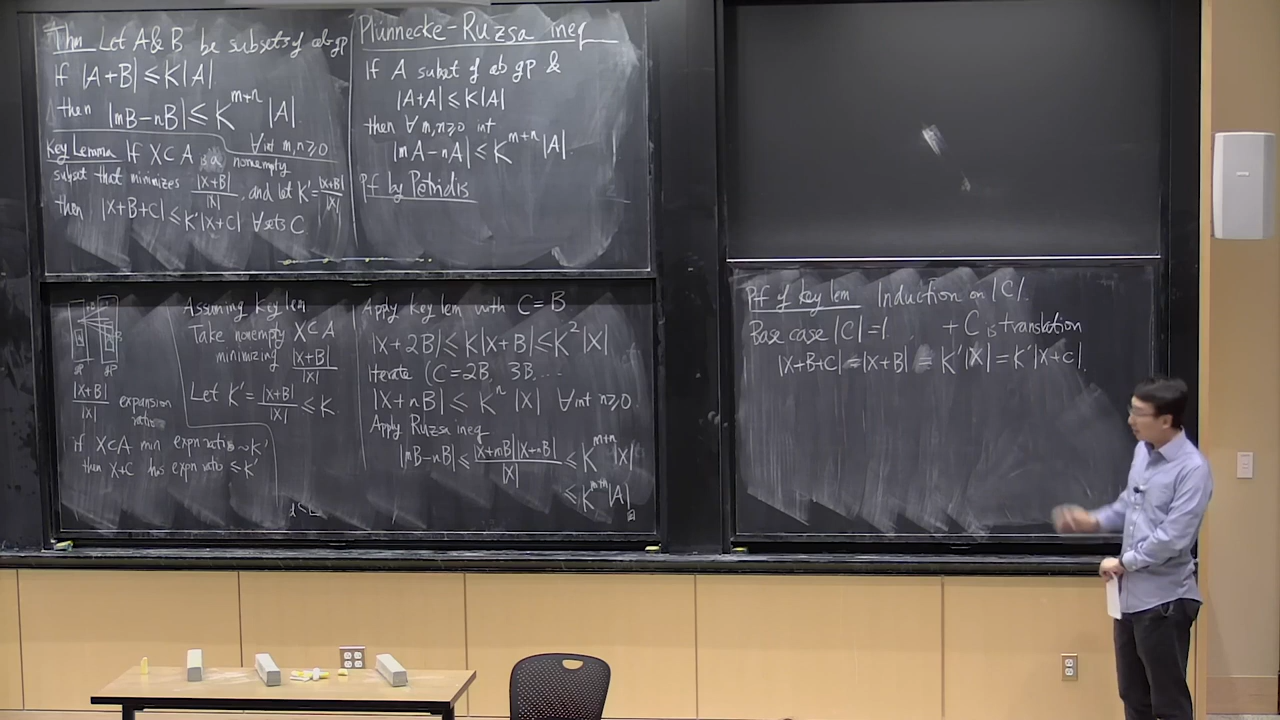 Thm Let A & B be subsets of ab gp
If |A+B| ≤ K|A|
then |mB-nB| ≤ K^{m+n} |A|.
∀ int m,n ≥ 0
Key Lemma If X⊂A is a nonempty
subset that minimizes |X+B|/|X|, and let K' = |X+B|/|X|
then |X+B+C| ≤ K'|X+C| ∀ sets C
Plünnecke-Ruzsa ineq
If A subset of ab gp &
|A+A| ≤ K|A|
then ∀ m,n ≥ 0 int
|mA-nA| ≤ K^{m+n} |A|.
Pf by Petridis
+B
gp gp
|X+B|/|X| expansion
ratio
if X⊂A min expn ratio ~K'
then X+C has expn ratio ≤ K'
Assuming key lem
Take nonempty X⊂A
minimizing |X+B|/|X|
Let K' = |X+B|/|X| ≤ K.
Apply key lem with C = B
|X+2B| ≤ K|X+B| ≤ K²|X|
Iterate (C=2B, 3B, ...
|X+nB| ≤ K^n |X| ∀ int n ≥ 0.
Apply Ruzsa ineq
|mB-nB| ≤ |X+mB||X+nB|/|X| ≤ K^{m+n}|X|
≤ K^{m+n}|A|
Pf of key lem Induction on |C|.
Base case |C|=1. +C is translation
|X+B+C| = |X+B| = K'|X| = K'|X+C|.